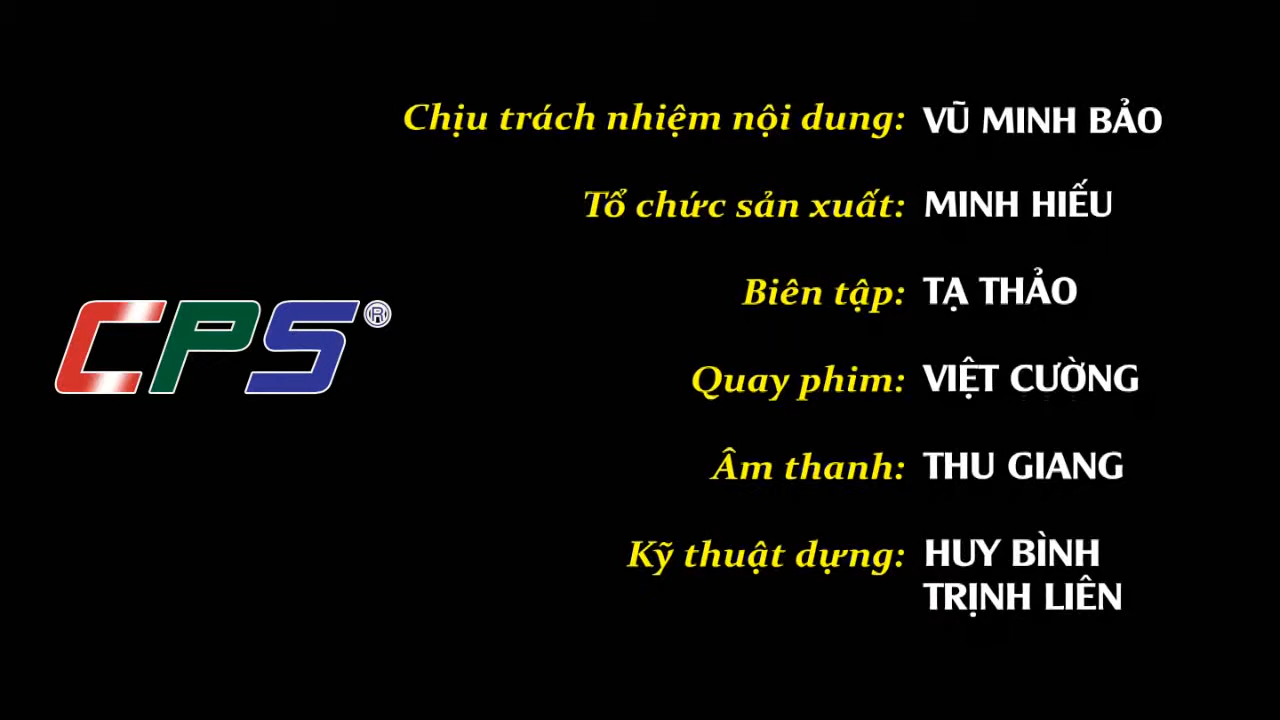 Chịu trách nhiệm nội dung: VŨ MINH BẢO
Tổ chức sản xuất: MINH HIẾU
CPS®
Biên tập: TẠ THẢO
Quay phim: VIỆT CƯỜNG
Âm thanh: THU GIANG
Kỹ thuật dựng: HUY BÌNH
TRỊNH LIÊN